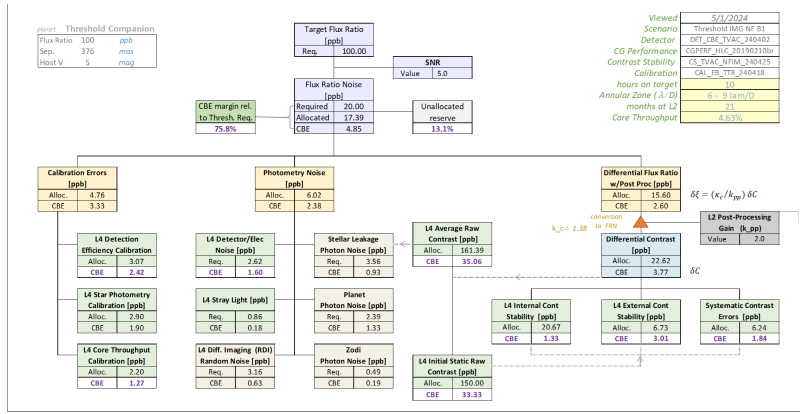 planet Threshold Companion
Flux Ratio 100 ppb
Sep. 376 mas
Host V 5 mag
Target Flux Ratio
[ppb]
Req. 100.00
SNR
Value 5.0
Viewed 5/1/2024
Scenario Threshold IMG NF B1
Detector DET_CBE_TVAC_240402
CG Performance CGPERF_HLC_20190210br
Contrast Stability CS_TVAC_NFIM_240425
Calibration CAL_EB_TTR_240418
hours on target 10
Annular Zone ( λ/D) 6 - 9 lam/D
months at L2 21
Core Throughput 4.63%
Flux Ratio Noise
[ppb]
Required 20.00
Allocated 17.39
CBE 4.85
CBE margin rel.
to Thresh. Req.
75.8%
Unallocated
reserve
13.1%
Calibration Errors
[ppb]
Alloc. 4.76
CBE 3.33
Photometry Noise
[ppb]
Alloc. 6.02
CBE 2.38
Differential Flux Ratio
w/Post Proc [ppb]
Alloc. 15.60
CBE 2.60
δξ = (κc/kpp) δC
conversion
to FRN
k_c = 1.38
L2 Post-Processing
Gain (k_pp)
Value 2.0
L4 Detection
Efficiency Calibration
Alloc. 3.07
CBE 2.42
L4 Detector/Elec
Noise [ppb]
Req. 2.62
CBE 1.60
Stellar Leakage
Photon Noise [ppb]
Req. 3.56
CBE 0.93
L4 Average Raw
Contrast [ppb]
Alloc. 161.39
CBE 35.06
Differential Contrast
[ppb]
Alloc. 22.62
CBE 3.77
δC
L4 Star Photometry
Calibration [ppb]
Alloc. 2.90
CBE 1.90
L4 Stray Light [ppb]
Req. 0.86
CBE 0.18
Planet
Photon Noise [ppb]
Req. 2.39
CBE 1.33
L4 Internal Cont
Stability [ppb]
Alloc. 20.67
CBE 1.33
L4 External Cont
Stability [ppb]
Alloc. 6.73
CBE 3.01
Systematic Contrast
Errors [ppb]
Alloc. 6.24
CBE 1.84
L4 Core Throughput
Calib [ppb]
Alloc. 2.20
CBE 1.27
L4 Diff. Imaging (RDI)
Random Noise [ppb]
Req. 3.16
CBE 0.63
Zodi
Photon Noise [ppb]
Req. 0.49
CBE 0.19
L4 Initial Static Raw
Contrast [ppb]
Alloc. 150.00
CBE 33.33